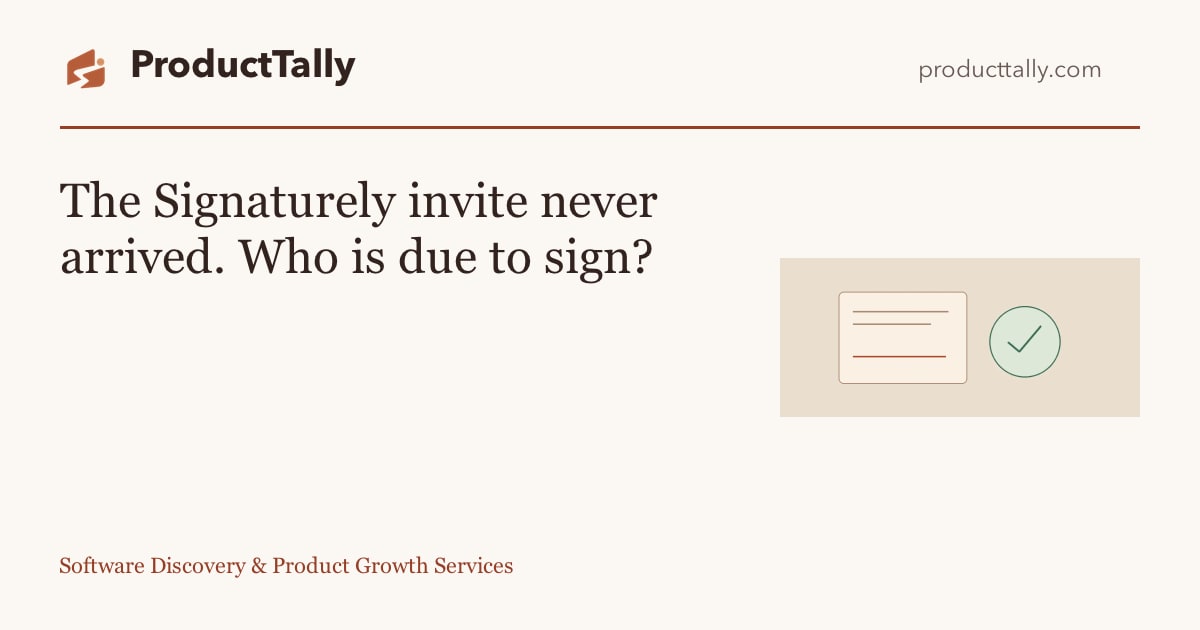 ProductTally
producttally.com
The Signaturely invite never
arrived. Who is due to sign?
Software Discovery & Product Growth Services